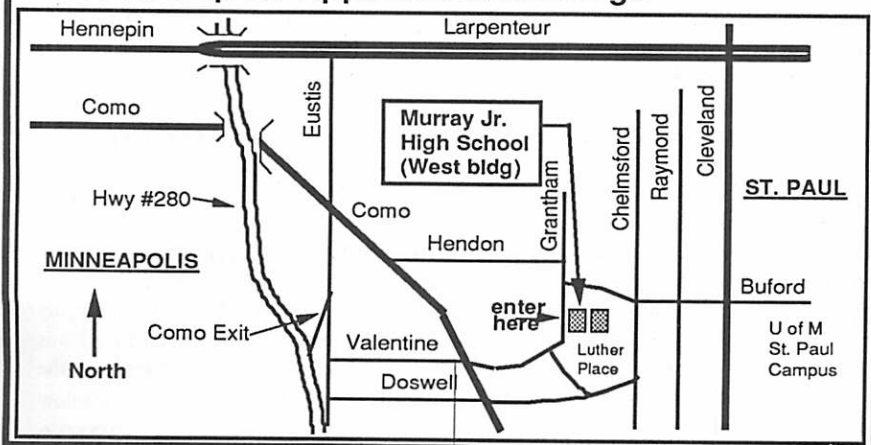 Hennepin
Larpenteur
Como
Eustis
Murray Jr.
High School
(West bldg)
Grantham
Chelmsford
Raymond
Cleveland
ST. PAUL
Hwy #280
Como
Hendon
MINNEAPOLIS
Buford
enter
here
Como Exit
Valentine
Luther
Place
U of M
St. Paul
Campus
North
Doswell